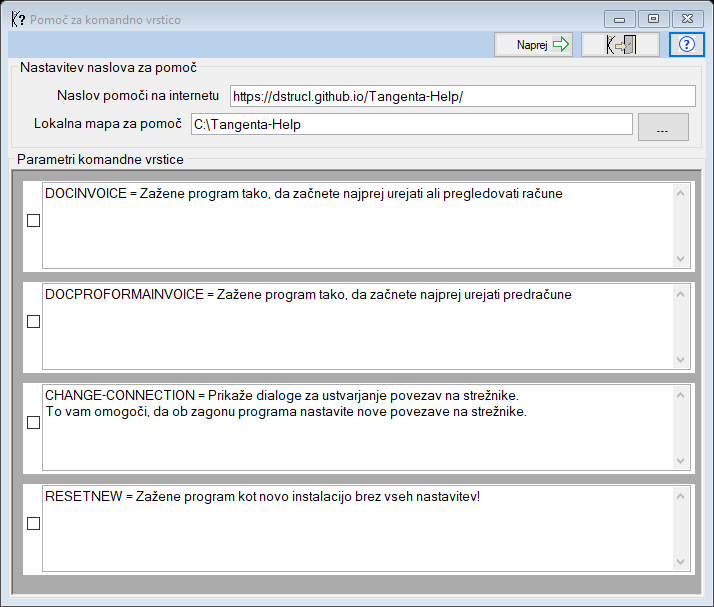 Pomoč za komandno vrstico
Naprej
Nastavitev naslova za pomoč
Naslov pomoči na internetu https://dstrucl.github.io/Tangenta-Help/
Lokalna mapa za pomoč C:\Tangenta-Help ...
Parametri komandne vrstice
DOCINVOICE = Zažene program tako, da začnete najprej urejati ali pregledovati račune
DOCPROFORMAINVOICE = Zažene program tako, da začnete najprej urejati predračune
CHANGE-CONNECTION = Prikaže dialoge za ustvarjanje povezav na strežnike.
To vam omogoči, da ob zagonu programa nastavite nove povezave na strežnike.
RESETNEW = Zažene program kot novo instalacijo brez vseh nastavitev!